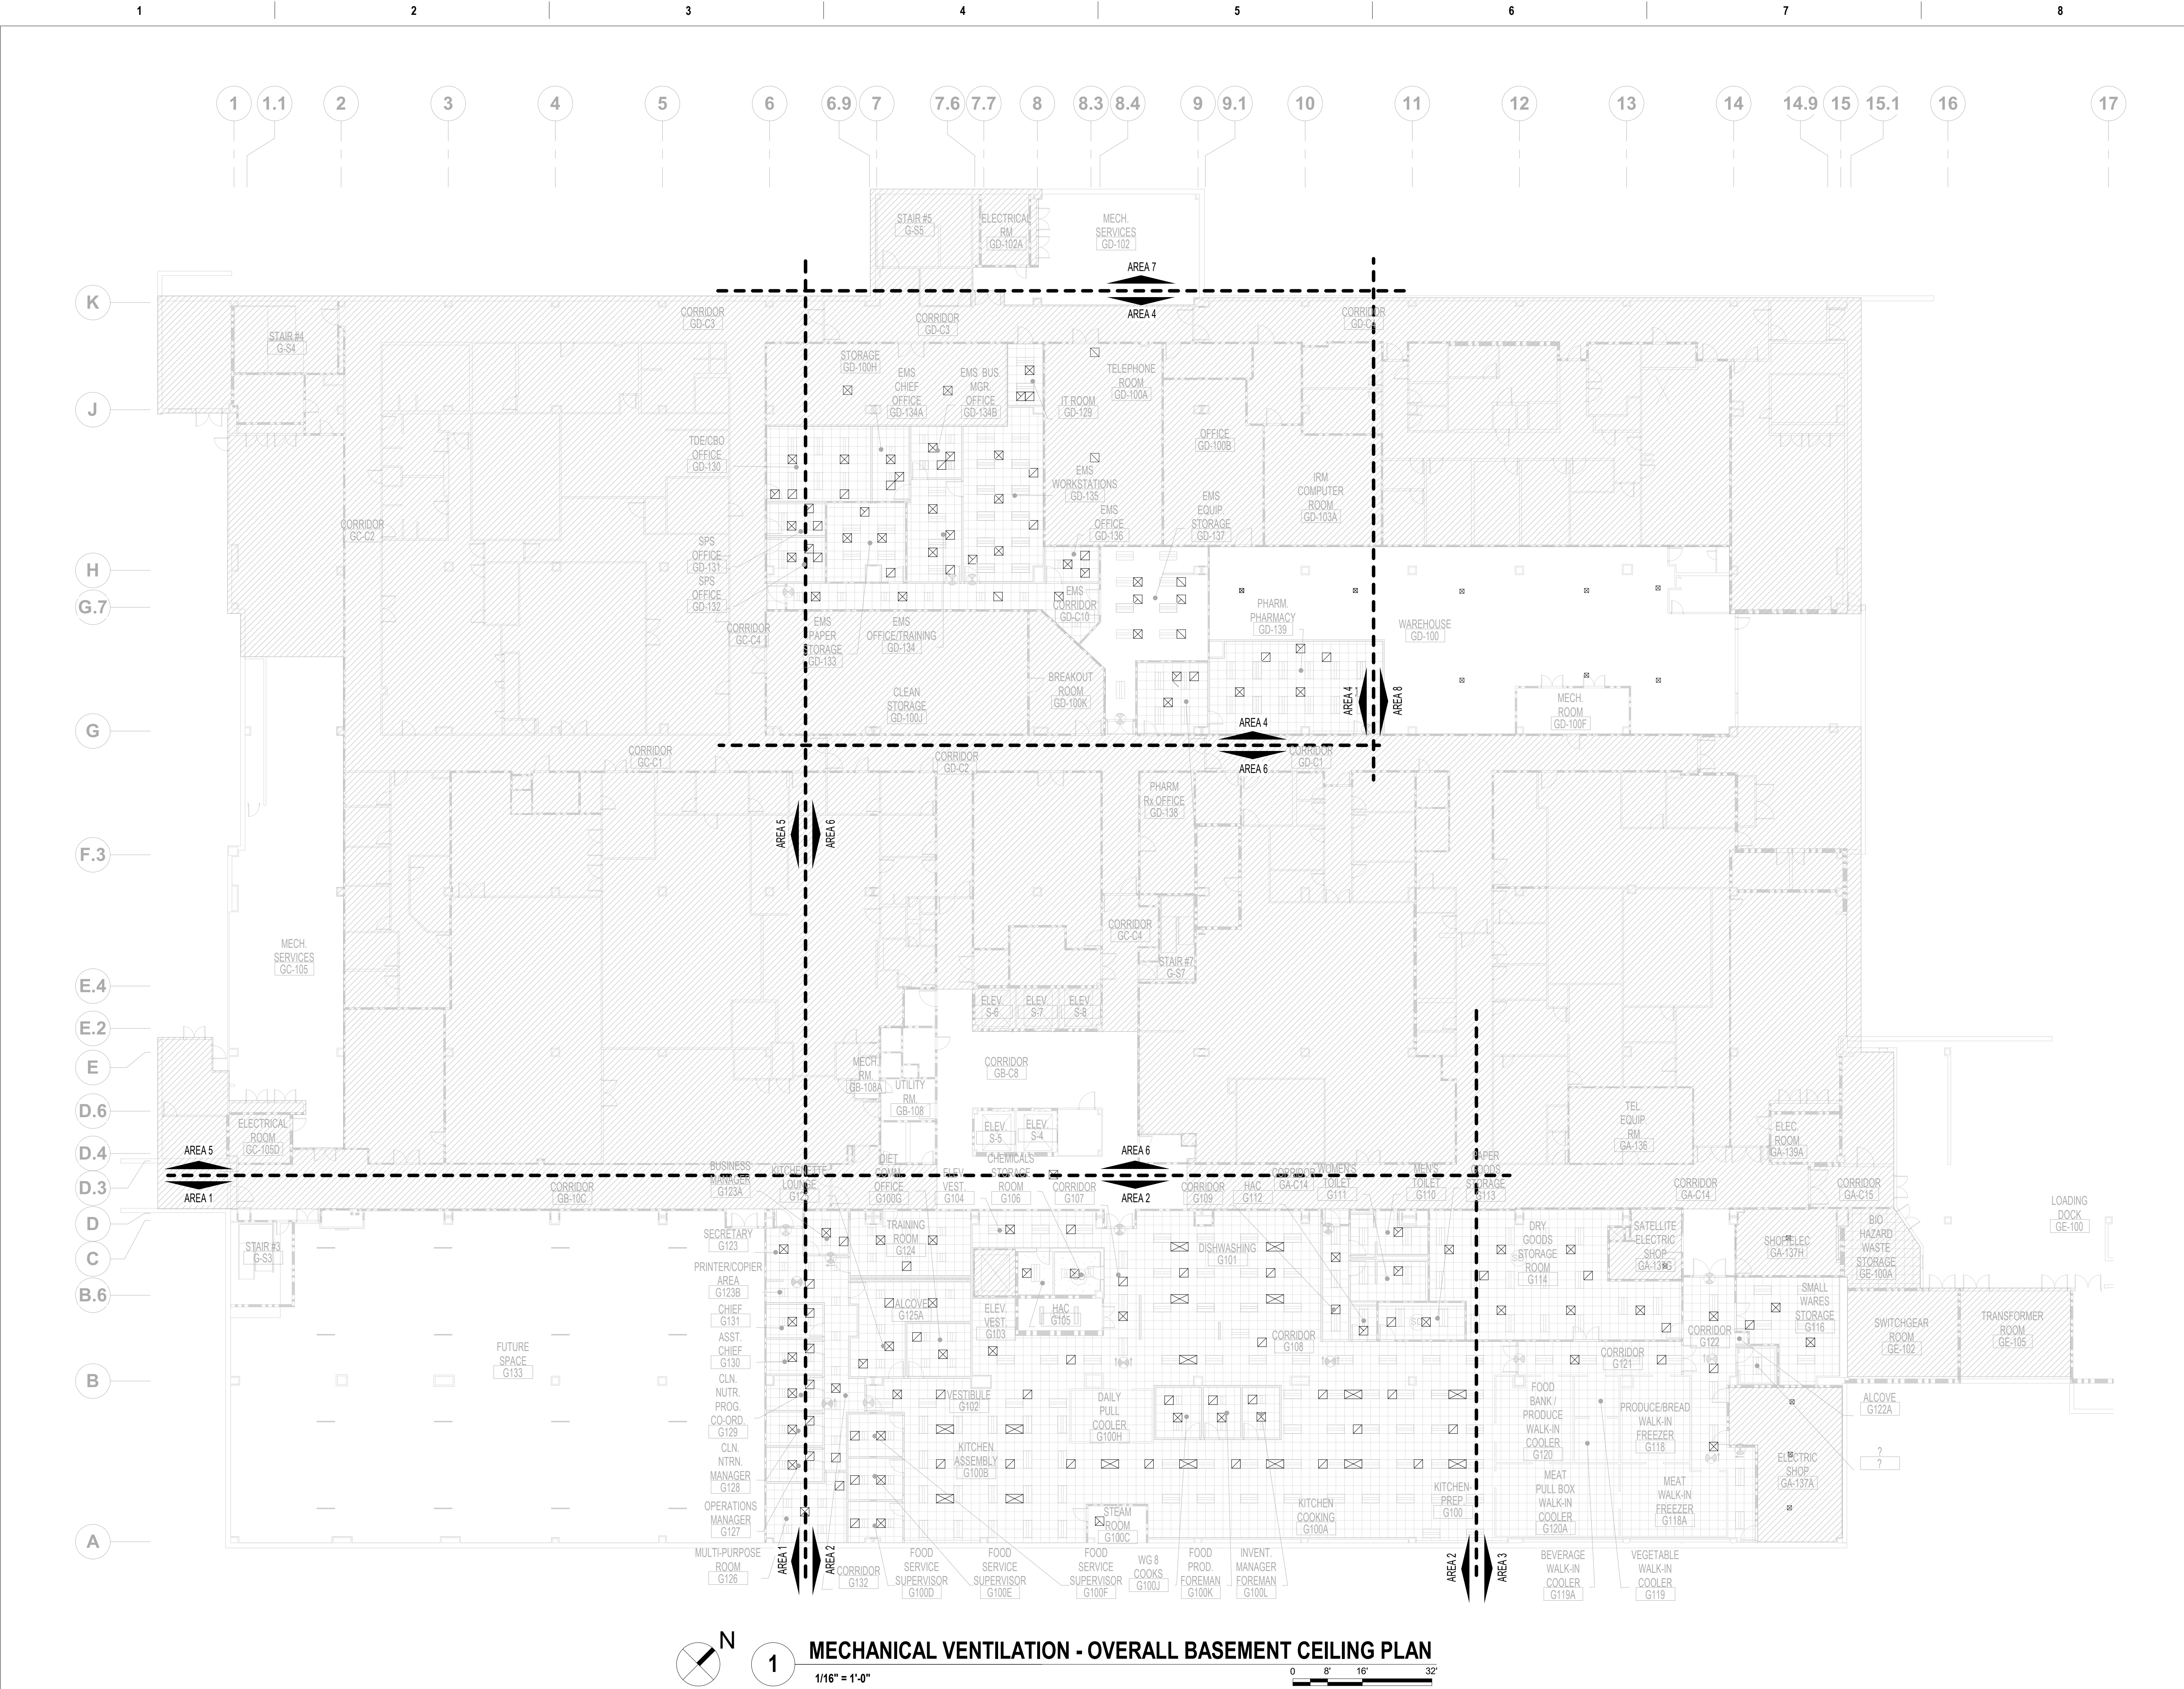 1 2 3 4 5 6 7 8
1 1.1 2 3 4 5 6 6.9 7 7.6 7.7 8 8.3 8.4 9 9.1 10 11 12 13 14 14.9 15 15.1 16 17
K
J
H
G.7
G
F.3
E.4
E.2
E
D.6
D.4
D.3
D
C
B.6
B
A
STAIR #5
G-S5
ELECTRICAL
RM
GD-102A
MECH.
SERVICES
GD-102
AREA 7
AREA 4
CORRIDOR
GD-C3
CORRIDOR
GD-C3
CORRIDOR
STAIR #4
G-S4
STORAGE
GD-100H
EMS
CHIEF
OFFICE
GD-134A
EMS BUS.
MGR.
OFFICE
GD-134B
IT ROOM
GD-129
TELEPHONE
ROOM
GD-100A
OFFICE
GD-100B
TDE/CBO
OFFICE
GD-130
EMS
WORKSTATIONS
GD-135
EMS
OFFICE
GD-136
EMS
EQUIP.
STORAGE
GD-137
IRM
COMPUTER
ROOM
GD-103A
CORRIDOR
GC-C2
SPS
OFFICE
GD-131
SPS
OFFICE
GD-132
CORRIDOR
GC-C4
EMS
PAPER
STORAGE
GD-133
EMS
OFFICE/TRAINING
GD-134
EMS
CORRIDOR
GD-C10
PHARM.
PHARMACY
GD-139
WAREHOUSE
GD-100
CLEAN
STORAGE
GD-100J
BREAKOUT
ROOM
GD-100K
MECH.
ROOM
GD-100F
AREA 4
AREA 8
AREA 4
AREA 6
CORRIDOR
GC-C1
CORRIDOR
GD-C2
CORRIDOR
GD-C1
PHARM
Rx OFFICE
GD-138
AREA 5
AREA 6
CORRIDOR
GC-C4
STAIR #7
G-S7
MECH.
SERVICES
GC-105
ELEV.
S-6
ELEV.
S-7
ELEV.
S-8
MECH.
RM.
GB-108A
UTILITY
RM.
GB-108
CORRIDOR
GB-C8
ELEV.
S-5
ELEV.
S-4
ELECTRICAL
ROOM
GC-105D
TEL.
EQUIP.
RM
GA-136
ELEC.
ROOM
GA-139A
AREA 5
AREA 1
AREA 6
AREA 2
CORRIDOR
GB-10C
BUSINESS
MANAGER
G123A
KITCHENETTE
LOUNGE
DIET
COMM.
OFFICE
G100G
ELEV.
VEST.
G104
CHEMICALS
STORAGE
ROOM
G106
CORRIDOR
G107
CORRIDOR
G109
HAC
G112
CORRIDOR
GA-C14
WOMEN'S
TOILET
G111
MEN'S
TOILET
G110
PAPER
GOODS
STORAGE
G113
CORRIDOR
GA-C14
CORRIDOR
GA-C15
LOADING
DOCK
GE-100
STAIR #3
G-S3
SECRETARY
G123
PRINTER/COPIER
AREA
G123B
CHIEF
G131
ASST.
CHIEF
G130
CLN.
NUTR.
PROG.
CO-ORD.
G129
CLN.
NTRN.
MANAGER
G128
OPERATIONS
MANAGER
G127
MULTI-PURPOSE
ROOM
G126
FUTURE
SPACE
G133
TRAINING
ROOM
G124
ALCOVE
G125A
ELEV.
VEST.
G103
HAC
G105
DISHWASHING
G101
CORRIDOR
G108
DRY
GOODS
STORAGE
ROOM
G114
SATELLITE
ELECTRIC
SHOP
GA-137G
SHOP/ELEC
GA-137H
BIO
HAZARD
WASTE
STORAGE
GE-100A
SMALL
WARES
STORAGE
G116
CORRIDOR
G122
CORRIDOR
G121
SWITCHGEAR
ROOM
GE-102
TRANSFORMER
ROOM
GE-105
ALCOVE
G122A
?
?
VESTIBULE
G102
DAILY
PULL
COOLER
G100H
KITCHEN
ASSEMBLY
G100B
STEAM
ROOM
G100C
KITCHEN
COOKING
G100A
KITCHEN-
PREP
G100
FOOD
BANK /
PRODUCE
WALK-IN
COOLER
G120
PRODUCE/BREAD
WALK-IN
FREEZER
G118
MEAT
PULL BOX
WALK-IN
COOLER
G120A
MEAT
WALK-IN
FREEZER
G118A
ELECTRIC
SHOP
GA-137A
AREA 1
AREA 2
CORRIDOR
G132
FOOD
SERVICE
SUPERVISOR
G100D
FOOD
SERVICE
SUPERVISOR
G100E
FOOD
SERVICE
SUPERVISOR
G100F
WG 8
COOKS
G100J
FOOD
PROD.
FOREMAN
G100K
INVENT.
MANAGER
FOREMAN
G100L
AREA 2
AREA 3
BEVERAGE
WALK-IN
COOLER
G119A
VEGETABLE
WALK-IN
COOLER
G119
N
1
MECHANICAL VENTILATION - OVERALL BASEMENT CEILING PLAN
1/16" = 1'-0"
0 8' 16' 32'